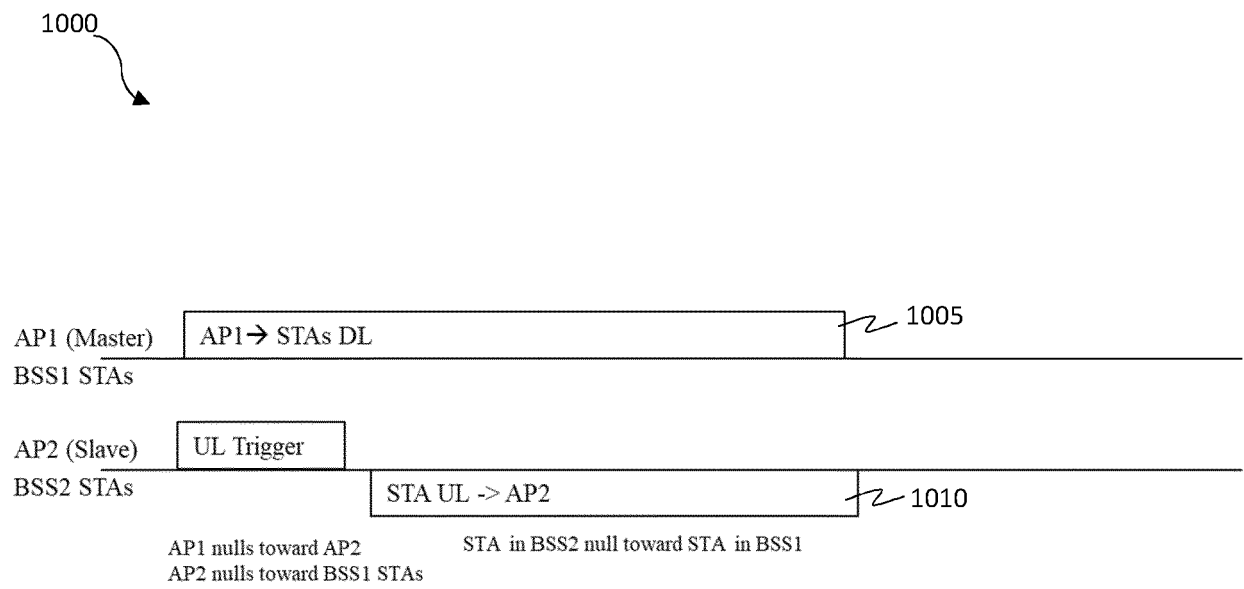 1000
AP1 (Master)
AP1→ STAs DL
1005
BSS1 STAs
AP2 (Slave)
UL Trigger
BSS2 STAs
STA UL -> AP2
1010
AP1 nulls toward AP2
AP2 nulls toward BSS1 STAs
STA in BSS2 null toward STA in BSS1